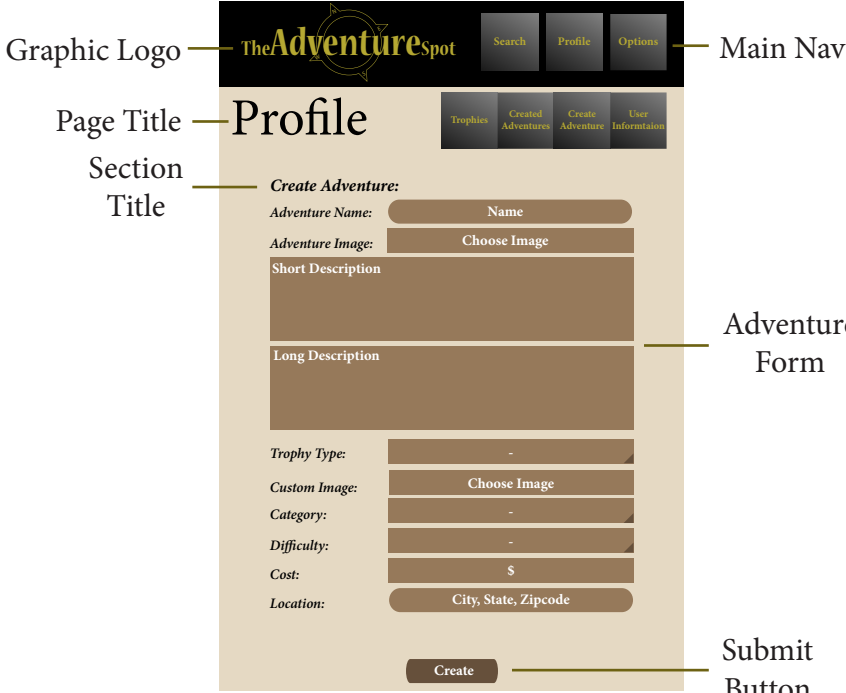 Graphic Logo
TheAdventureSpot
Search
Profile
Options
Main Nav
Page Title
Profile
Trophies
Created
Adventures
Create
Adventure
User
Informtaion
Section
Title
Create Adventure:
Adventure Name:
Name
Adventure Image:
Choose Image
Short Description
Long Description
Adventure
Form
Trophy Type:
-
Custom Image:
Choose Image
Category:
-
Difficulty:
-
Cost:
$
Location:
City, State, Zipcode
Create
Submit
Button